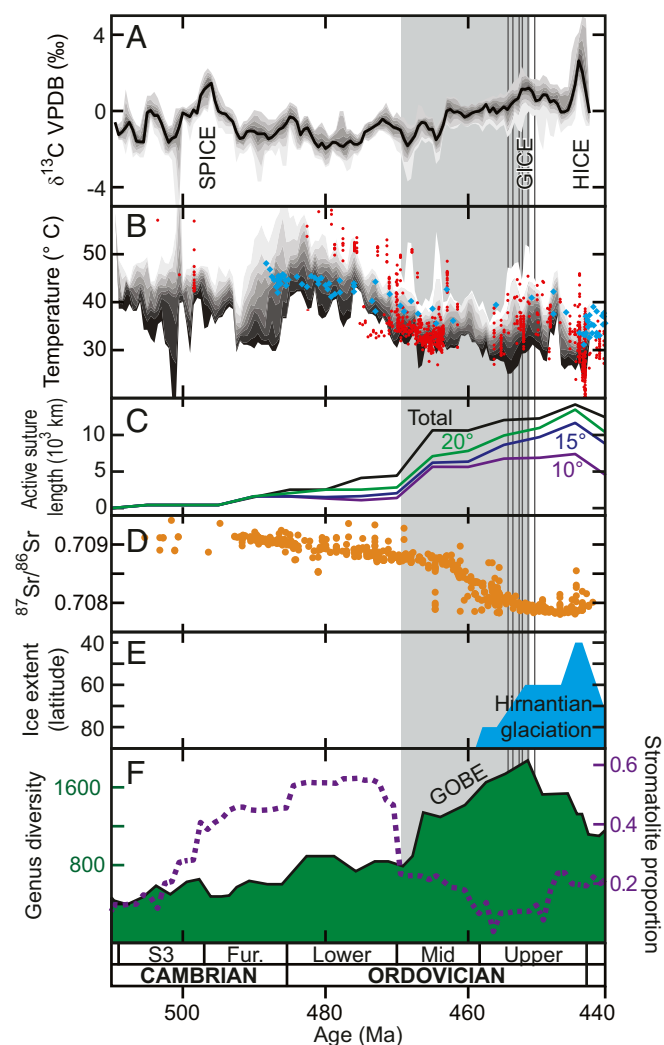 A
4
0
-4
δ13C VPDB (‰)
SPICE
GICE
HICE
B
50
40
30
Temperature (° C)
C
10
5
0
Active suture
length (10³ km)
Total
20°
15°
10°
D
0.709
0.708
87Sr/86Sr
E
40
60
80
Ice extent
(latitude)
Hirnantian
glaciation
F
1600
800
Genus diversity
GOBE
0.6
0.4
0.2
Stromatolite proportion
S3 Fur. Lower Mid Upper
CAMBRIAN ORDOVICIAN
500 480 460 440
Age (Ma)